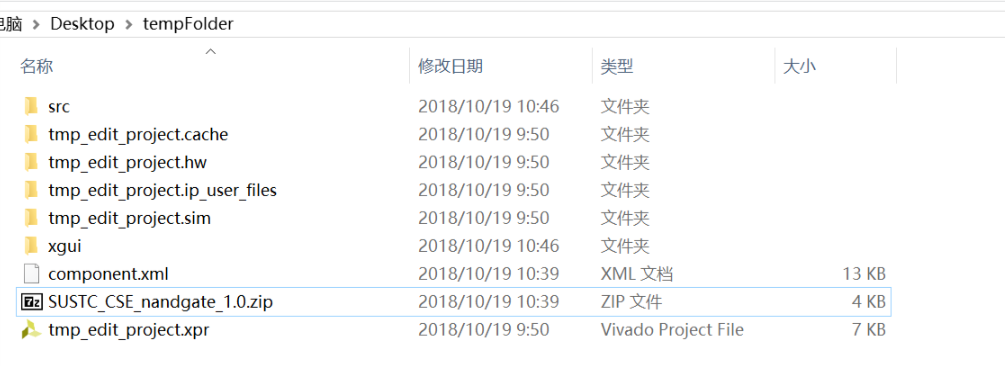 电脑 > Desktop > tempFolder
名称 修改日期 类型 大小
src 2018/10/19 10:46 文件夹
tmp_edit_project.cache 2018/10/19 9:50 文件夹
tmp_edit_project.hw 2018/10/19 9:50 文件夹
tmp_edit_project.ip_user_files 2018/10/19 9:50 文件夹
tmp_edit_project.sim 2018/10/19 9:50 文件夹
xgui 2018/10/19 10:46 文件夹
component.xml 2018/10/19 10:39 XML 文档 13 KB
7z SUSTC_CSE_nandgate_1.0.zip 2018/10/19 10:39 ZIP 文件 4 KB
tmp_edit_project.xpr 2018/10/19 9:50 Vivado Project File 7 KB